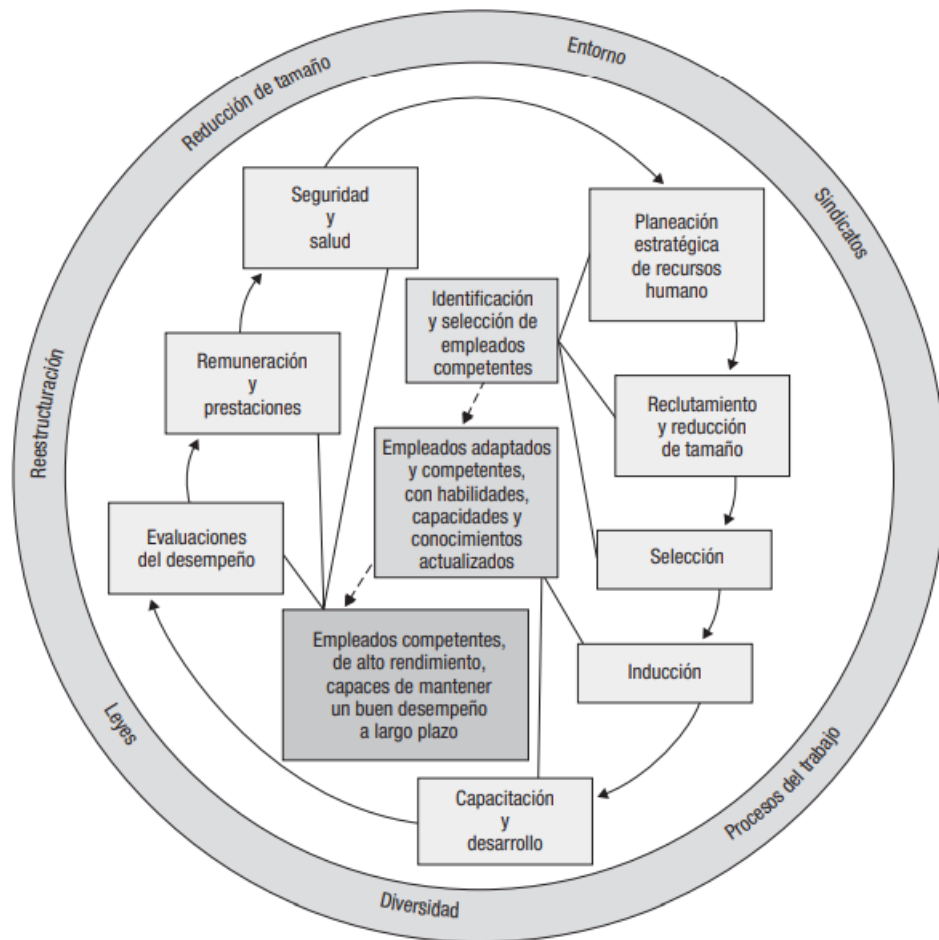 Entorno
Reducción de tamaño
Sindicatos
Seguridad
y
salud
Planeación
estratégica
de recursos
humano
Identificación
y selección de
empleados
competentes
Remuneración
y
prestaciones
Reclutamiento
y reducción
de tamaño
Reestructuración
Empleados adaptados
y competentes,
con habilidades,
capacidades y
conocimientos
actualizados
Evaluaciones
del desempeño
Selección
Empleados competentes,
de alto rendimiento,
capaces de mantener
un buen desempeño
a largo plazo
Inducción
Leyes
Procesos del trabajo
Capacitación
y
desarrollo
Diversidad